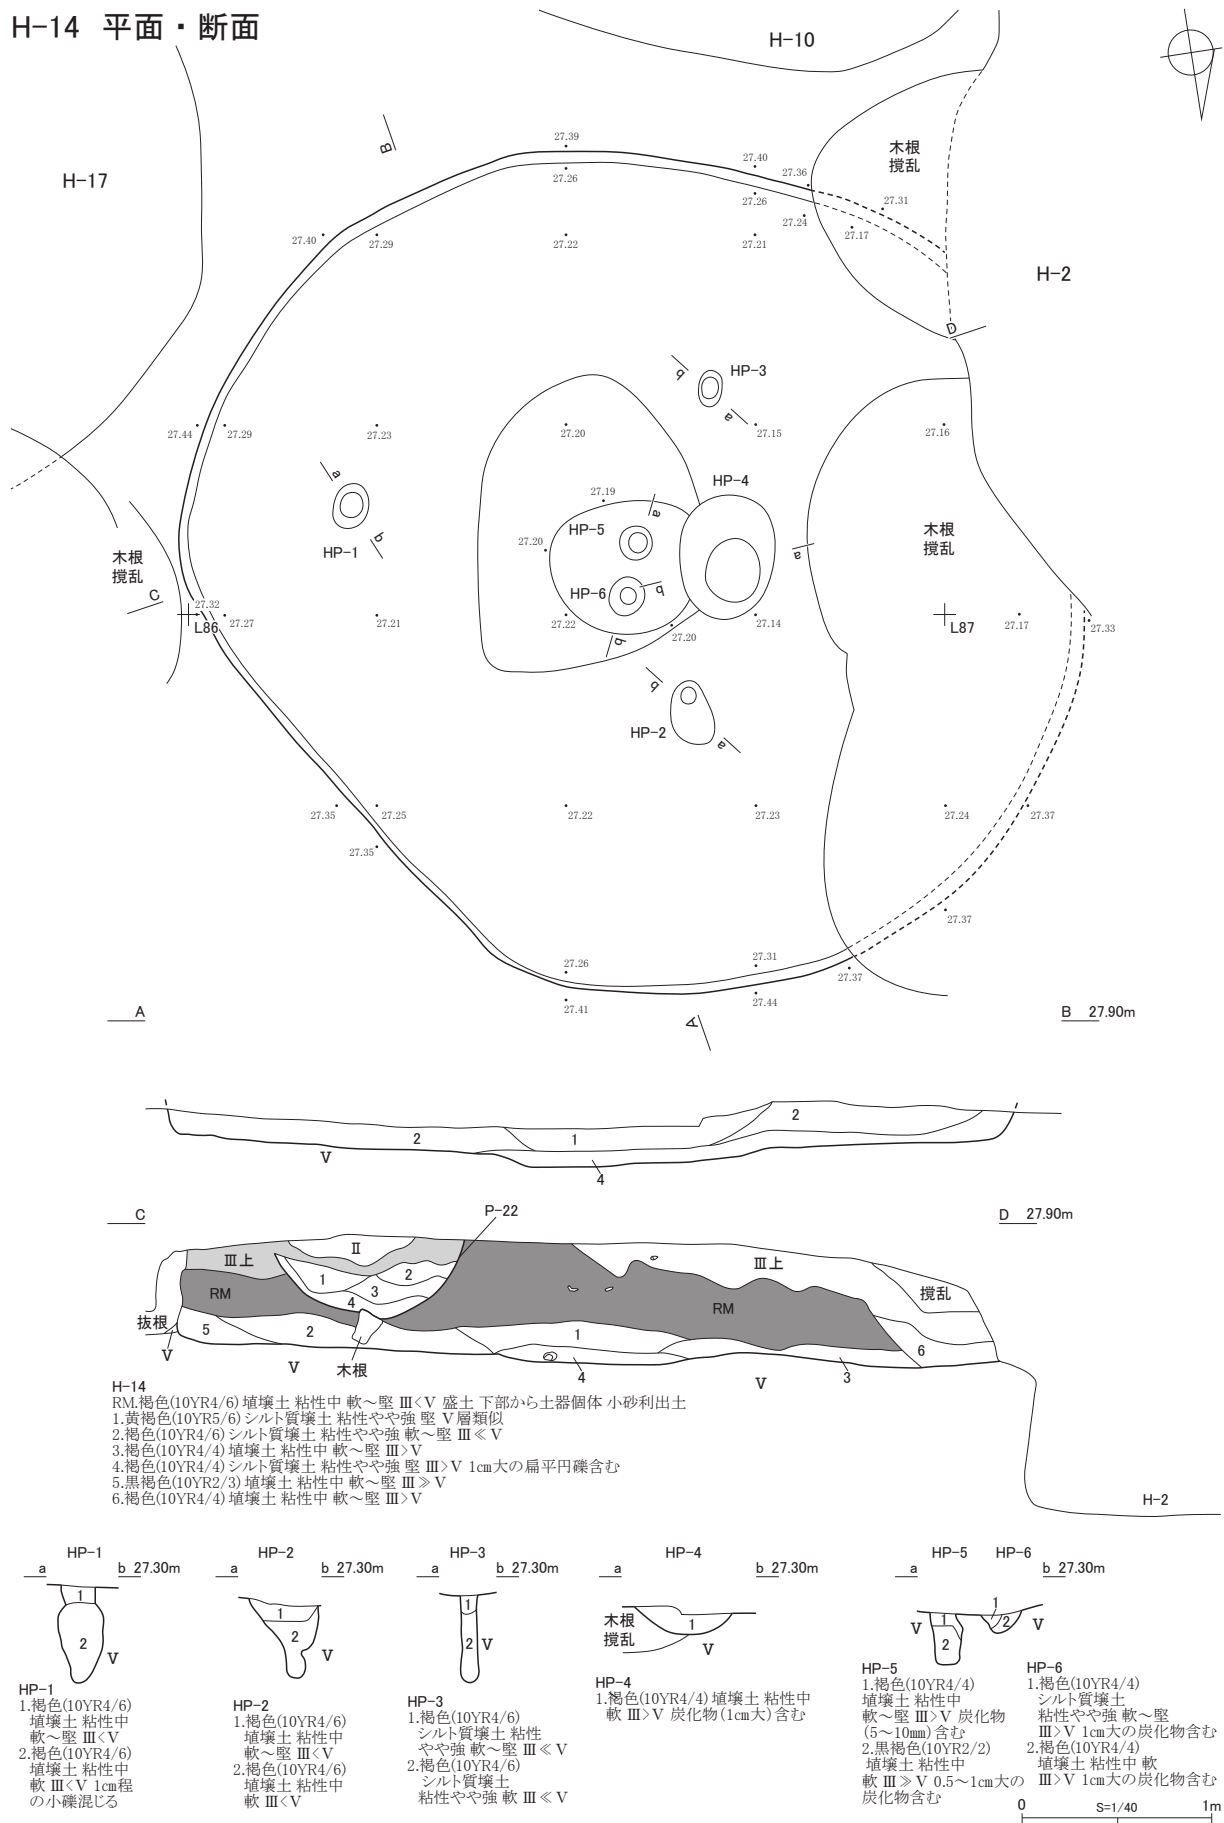 H-14 平面・断面
H-10
H-17
B
27.39
27.40
木根
攪乱
27.26
27.36
27.26
27.31
27.24
27.17
27.40
27.29
27.22
27.21
H-2
D
b
HP-3
a
27.44
27.29
27.23
27.20
27.15
27.16
a
HP-4
27.19
HP-1
b
HP-5
a
27.20
a
木根
攪乱
木根
攪乱
C
HP-6
b
27.32
L86
27.27
27.21
27.22
27.20
27.14
L87
27.17
27.33
b
b
HP-2
a
27.35
27.25
27.22
27.23
27.24
27.37
27.35
27.37
27.26
27.31
27.37
27.41
27.44
A
A
B 27.90m
2
1
2
V
4
C
P-22
D 27.90m
Ⅲ上
Ⅱ
Ⅲ上
1
2
3
4
RM
RM
攪乱
抜根
5
2
1
6
V
V
木根
4
V
3
H-14
RM.褐色(10YR4/6) 埴壌土 粘性中 軟～堅 Ⅲ<Ⅴ 盛土 下部から土器個体 小砂利出土
1.黄褐色(10YR5/6) シルト質壌土 粘性やや強 堅 Ⅴ層類似
2.褐色(10YR4/6) シルト質壌土 粘性やや強 軟～堅 Ⅲ≪Ⅴ
3.褐色(10YR4/4) 埴壌土 粘性中 軟～堅 Ⅲ>Ⅴ
4.褐色(10YR4/4) シルト質壌土 粘性やや強 堅 Ⅲ>Ⅴ 1cm大の扁平円礫含む
5.黒褐色(10YR2/3) 埴壌土 粘性中 軟～堅 Ⅲ≫Ⅴ
6.褐色(10YR4/4) 埴壌土 粘性中 軟～堅 Ⅲ>Ⅴ
H-2
HP-1
a
b 27.30m
1
2
V
HP-1
1.褐色(10YR4/6)
埴壌土 粘性中
軟～堅 Ⅲ<Ⅴ
2.褐色(10YR4/6)
埴壌土 粘性中
軟 Ⅲ<Ⅴ 1cm程
の小礫混じる
HP-2
a
b 27.30m
1
2
V
HP-2
1.褐色(10YR4/6)
埴壌土 粘性中
軟～堅 Ⅲ<Ⅴ
2.褐色(10YR4/6)
埴壌土 粘性中
軟 Ⅲ<Ⅴ
HP-3
a
b 27.30m
1
2
V
HP-3
1.褐色(10YR4/6)
シルト質壌土 粘性
やや強 軟～堅 Ⅲ≪Ⅴ
2.褐色(10YR4/6)
シルト質壌土
粘性やや強 軟 Ⅲ≪Ⅴ
HP-4
a
b 27.30m
木根
攪乱
1
V
HP-4
1.褐色(10YR4/4) 埴壌土 粘性中
軟 Ⅲ>Ⅴ 炭化物(1cm大)含む
HP-5 HP-6
a
b 27.30m
V
1
2
1
2
V
HP-5
1.褐色(10YR4/4)
埴壌土 粘性中
軟～堅 Ⅲ>Ⅴ 炭化物
(5～10mm)含む
2.黒褐色(10YR2/2)
埴壌土 粘性中
軟 Ⅲ≫Ⅴ 0.5～1cm大の
炭化物含む
HP-6
1.褐色(10YR4/4)
シルト質壌土
粘性やや強 軟～堅
Ⅲ>Ⅴ 1cm大の炭化物含む
2.褐色(10YR4/4)
埴壌土 粘性中 軟
Ⅲ>Ⅴ 1cm大の炭化物含む
0 S=1/40 1m